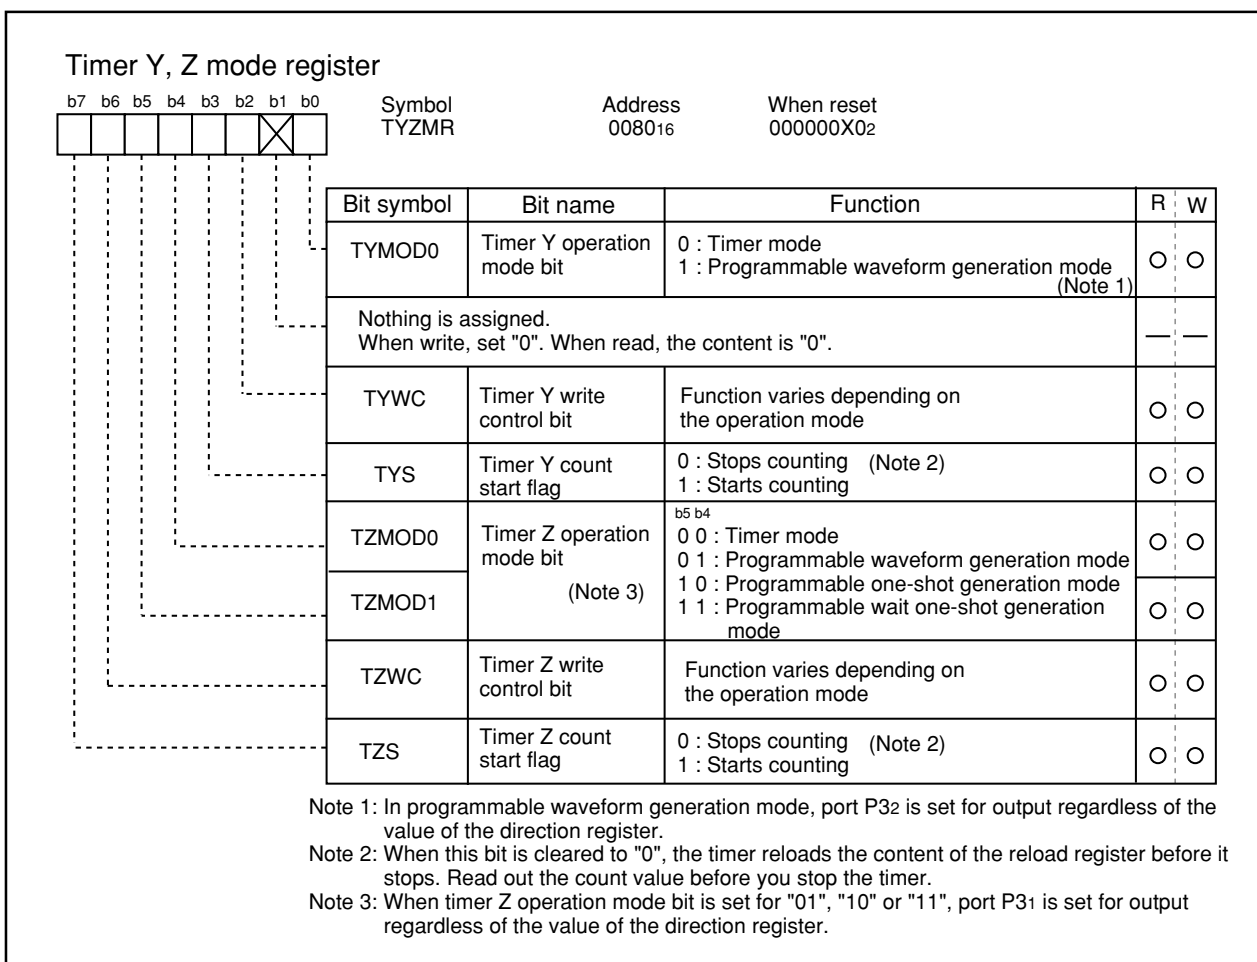 Timer Y, Z mode register
b7 b6 b5 b4 b3 b2 b1 b0
Symbol Address When reset
TYZMR 008016 000000X02
Bit symbol Bit name Function R W
TYMOD0 Timer Y operation mode bit
0 : Timer mode
1 : Programmable waveform generation mode
(Note 1)
Nothing is assigned.
When write, set "0". When read, the content is "0".
TYWC Timer Y write control bit
Function varies depending on
the operation mode
TYS Timer Y count start flag
0 : Stops counting (Note 2)
1 : Starts counting
TZMOD0
TZMOD1
Timer Z operation
mode bit
(Note 3)
b5 b4
0 0 : Timer mode
0 1 : Programmable waveform generation mode
1 0 : Programmable one-shot generation mode
1 1 : Programmable wait one-shot generation
mode
TZWC Timer Z write control bit
Function varies depending on
the operation mode
TZS Timer Z count start flag
0 : Stops counting (Note 2)
1 : Starts counting
Note 1: In programmable waveform generation mode, port P32 is set for output regardless of the
value of the direction register.
Note 2: When this bit is cleared to "0", the timer reloads the content of the reload register before it
stops. Read out the count value before you stop the timer.
Note 3: When timer Z operation mode bit is set for "01", "10" or "11", port P31 is set for output
regardless of the value of the direction register.